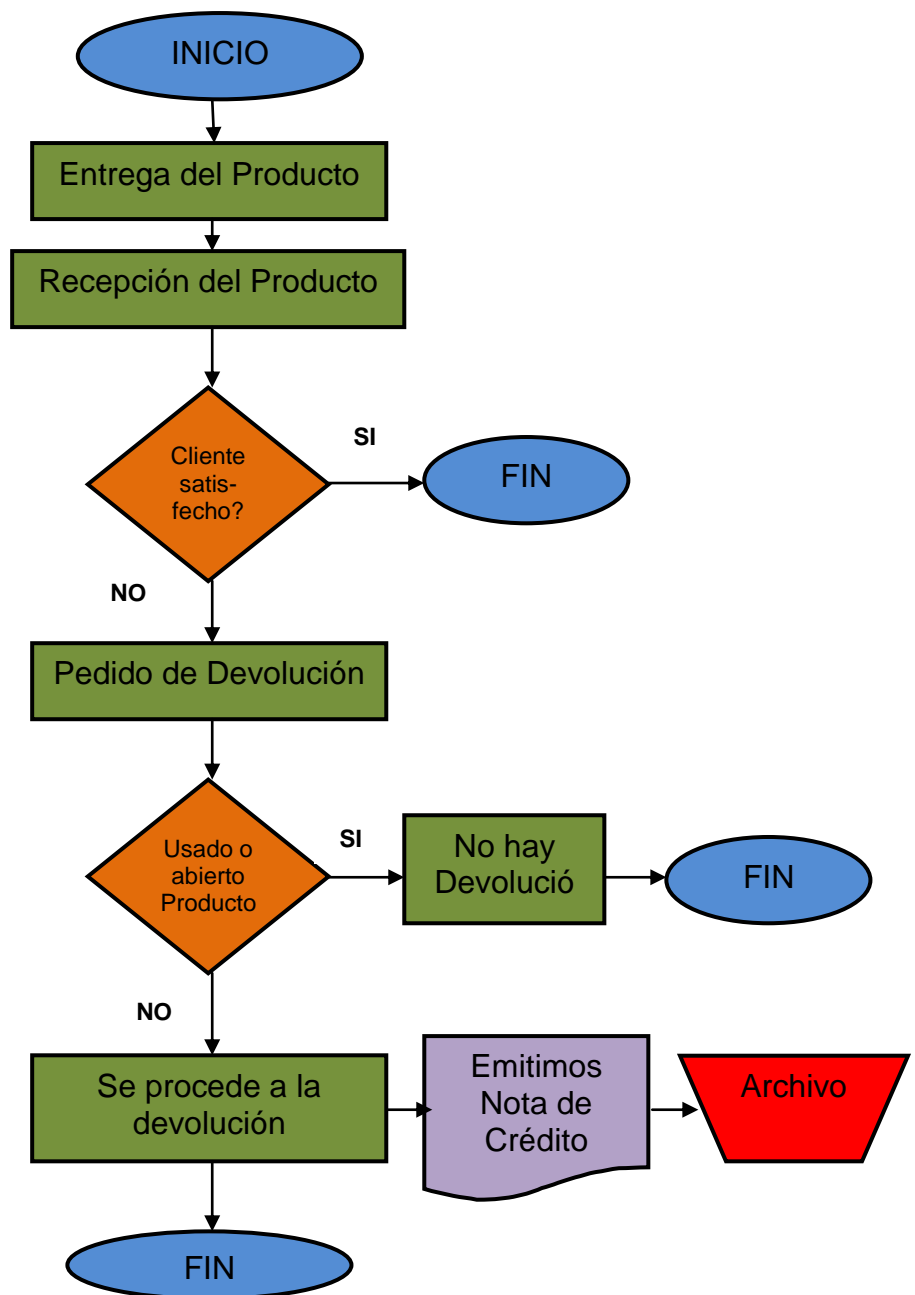 INICIO
Entrega del Producto
Recepción del Producto
Cliente
satis-
fecho?
SI
FIN
NO
Pedido de Devolución
Usado o
abierto
Producto
SI
No hay
Devolució
FIN
NO
Se procede a la
devolución
Emitimos
Nota de
Crédito
Archivo
FIN